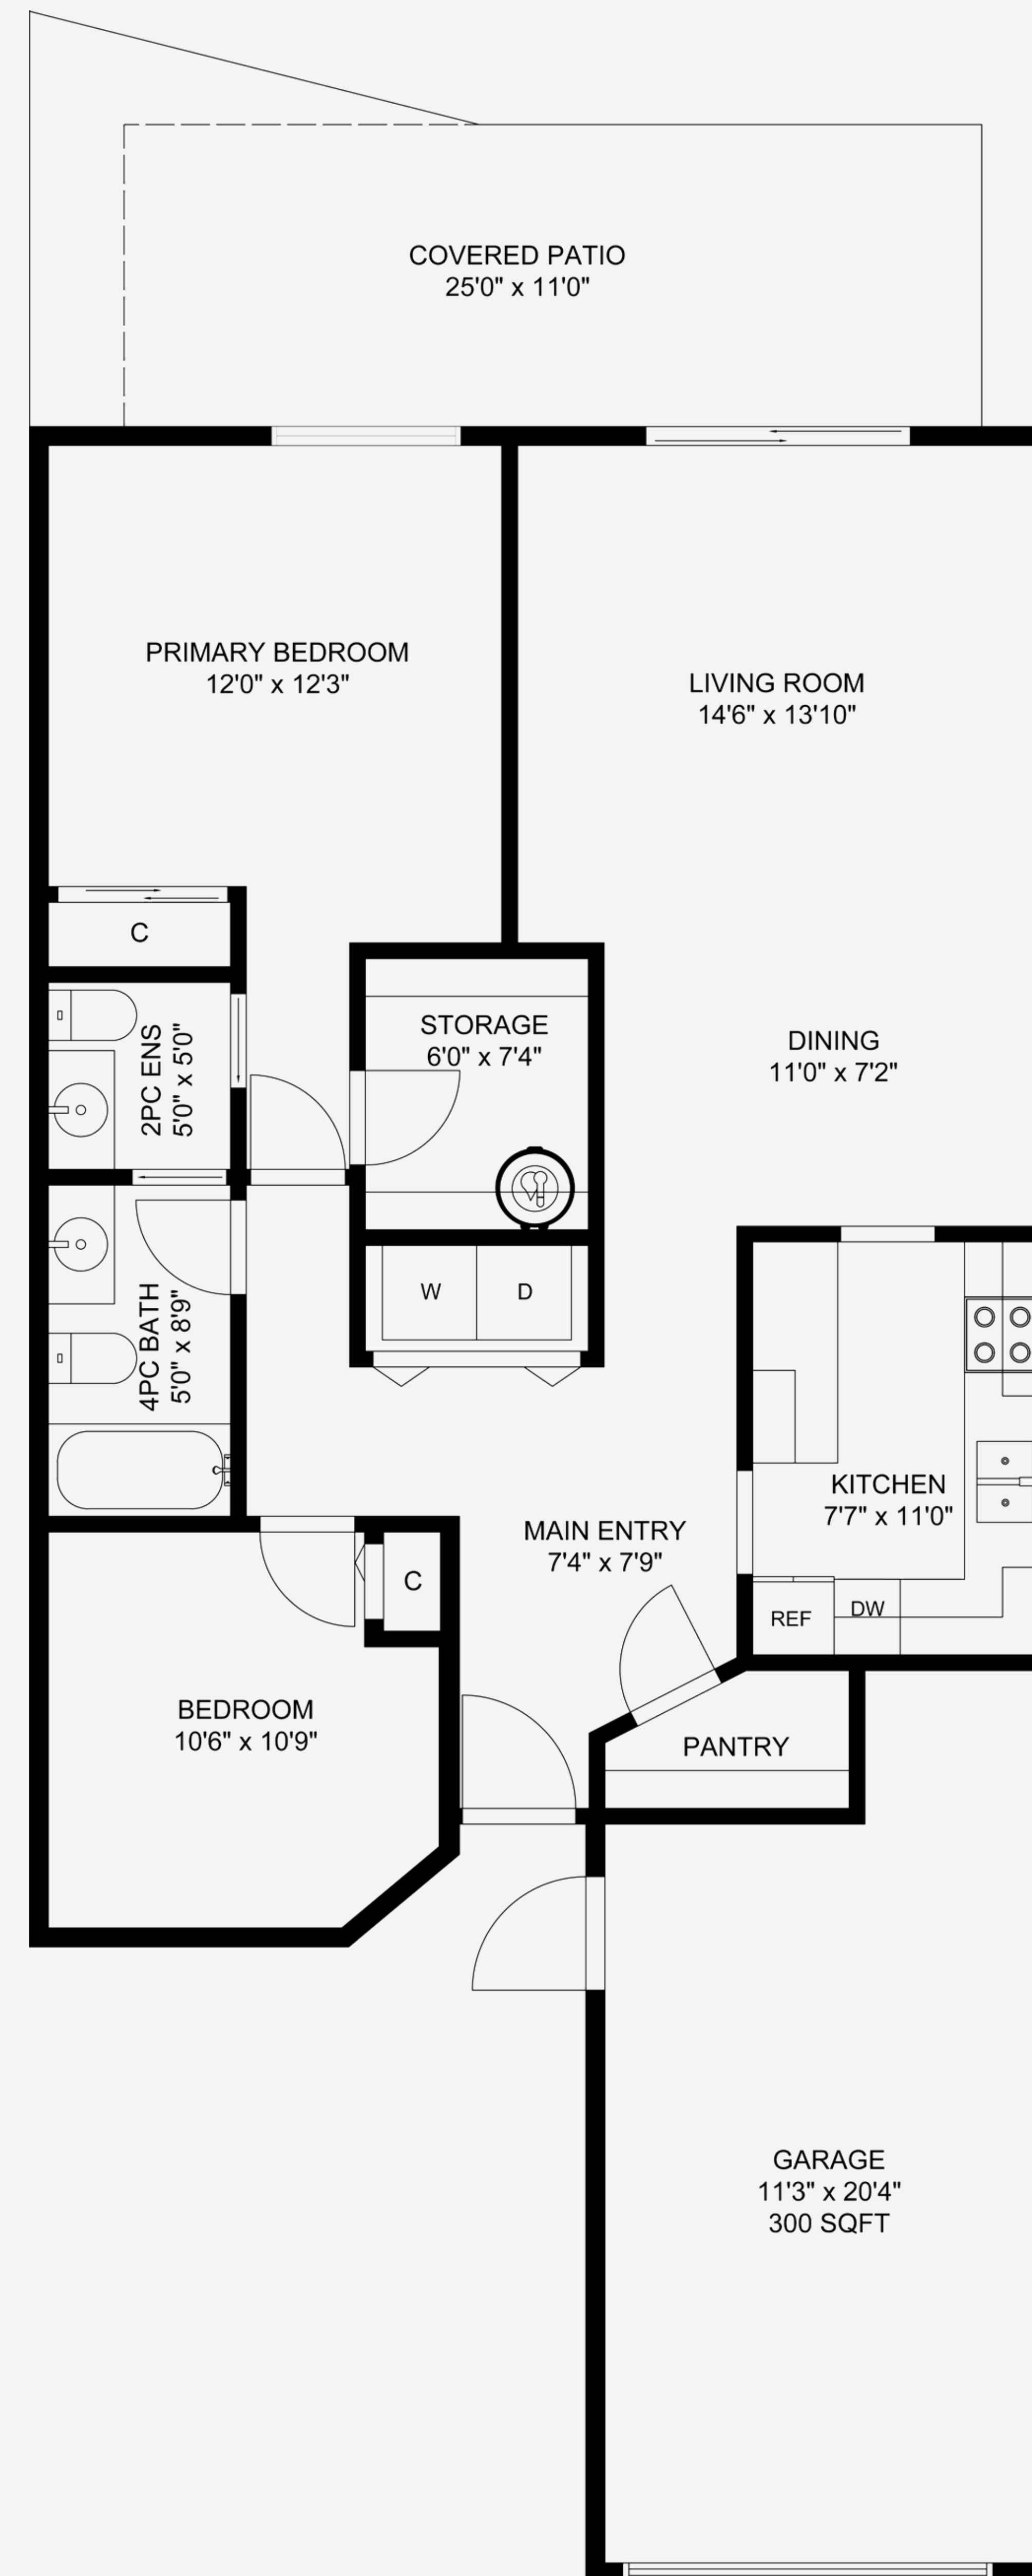 COVERED PATIO
25'0" x 11'0"
PRIMARY BEDROOM
12'0" x 12'3"
LIVING ROOM
14'6" x 13'10"
C
2PC ENS
5'0" x 5'0"
STORAGE
6'0" x 7'4"
DINING
11'0" x 7'2"
W
D
4PC BATH
5'0" x 8'9"
KITCHEN
7'7" x 11'0"
MAIN ENTRY
7'4" x 7'9"
C
REF
DW
BEDROOM
10'6" x 10'9"
PANTRY
GARAGE
11'3" x 20'4"
300 SQFT